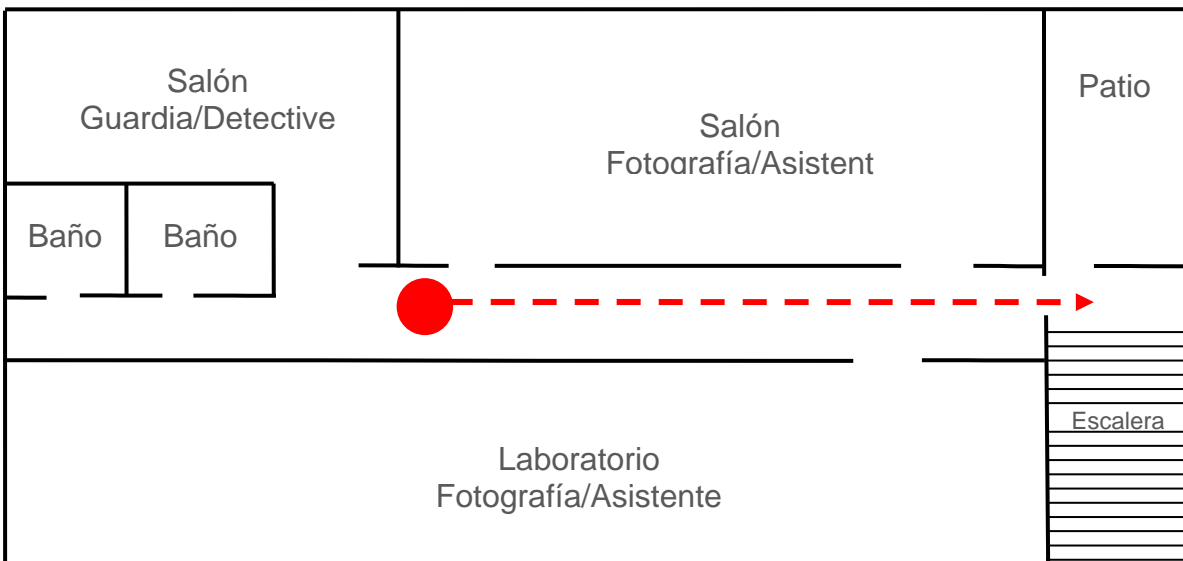 Salón
Guardia/Detective
Patio
Salón
Fotografía/Asistent
Baño
Baño
Escalera
Laboratorio
Fotografía/Asistente